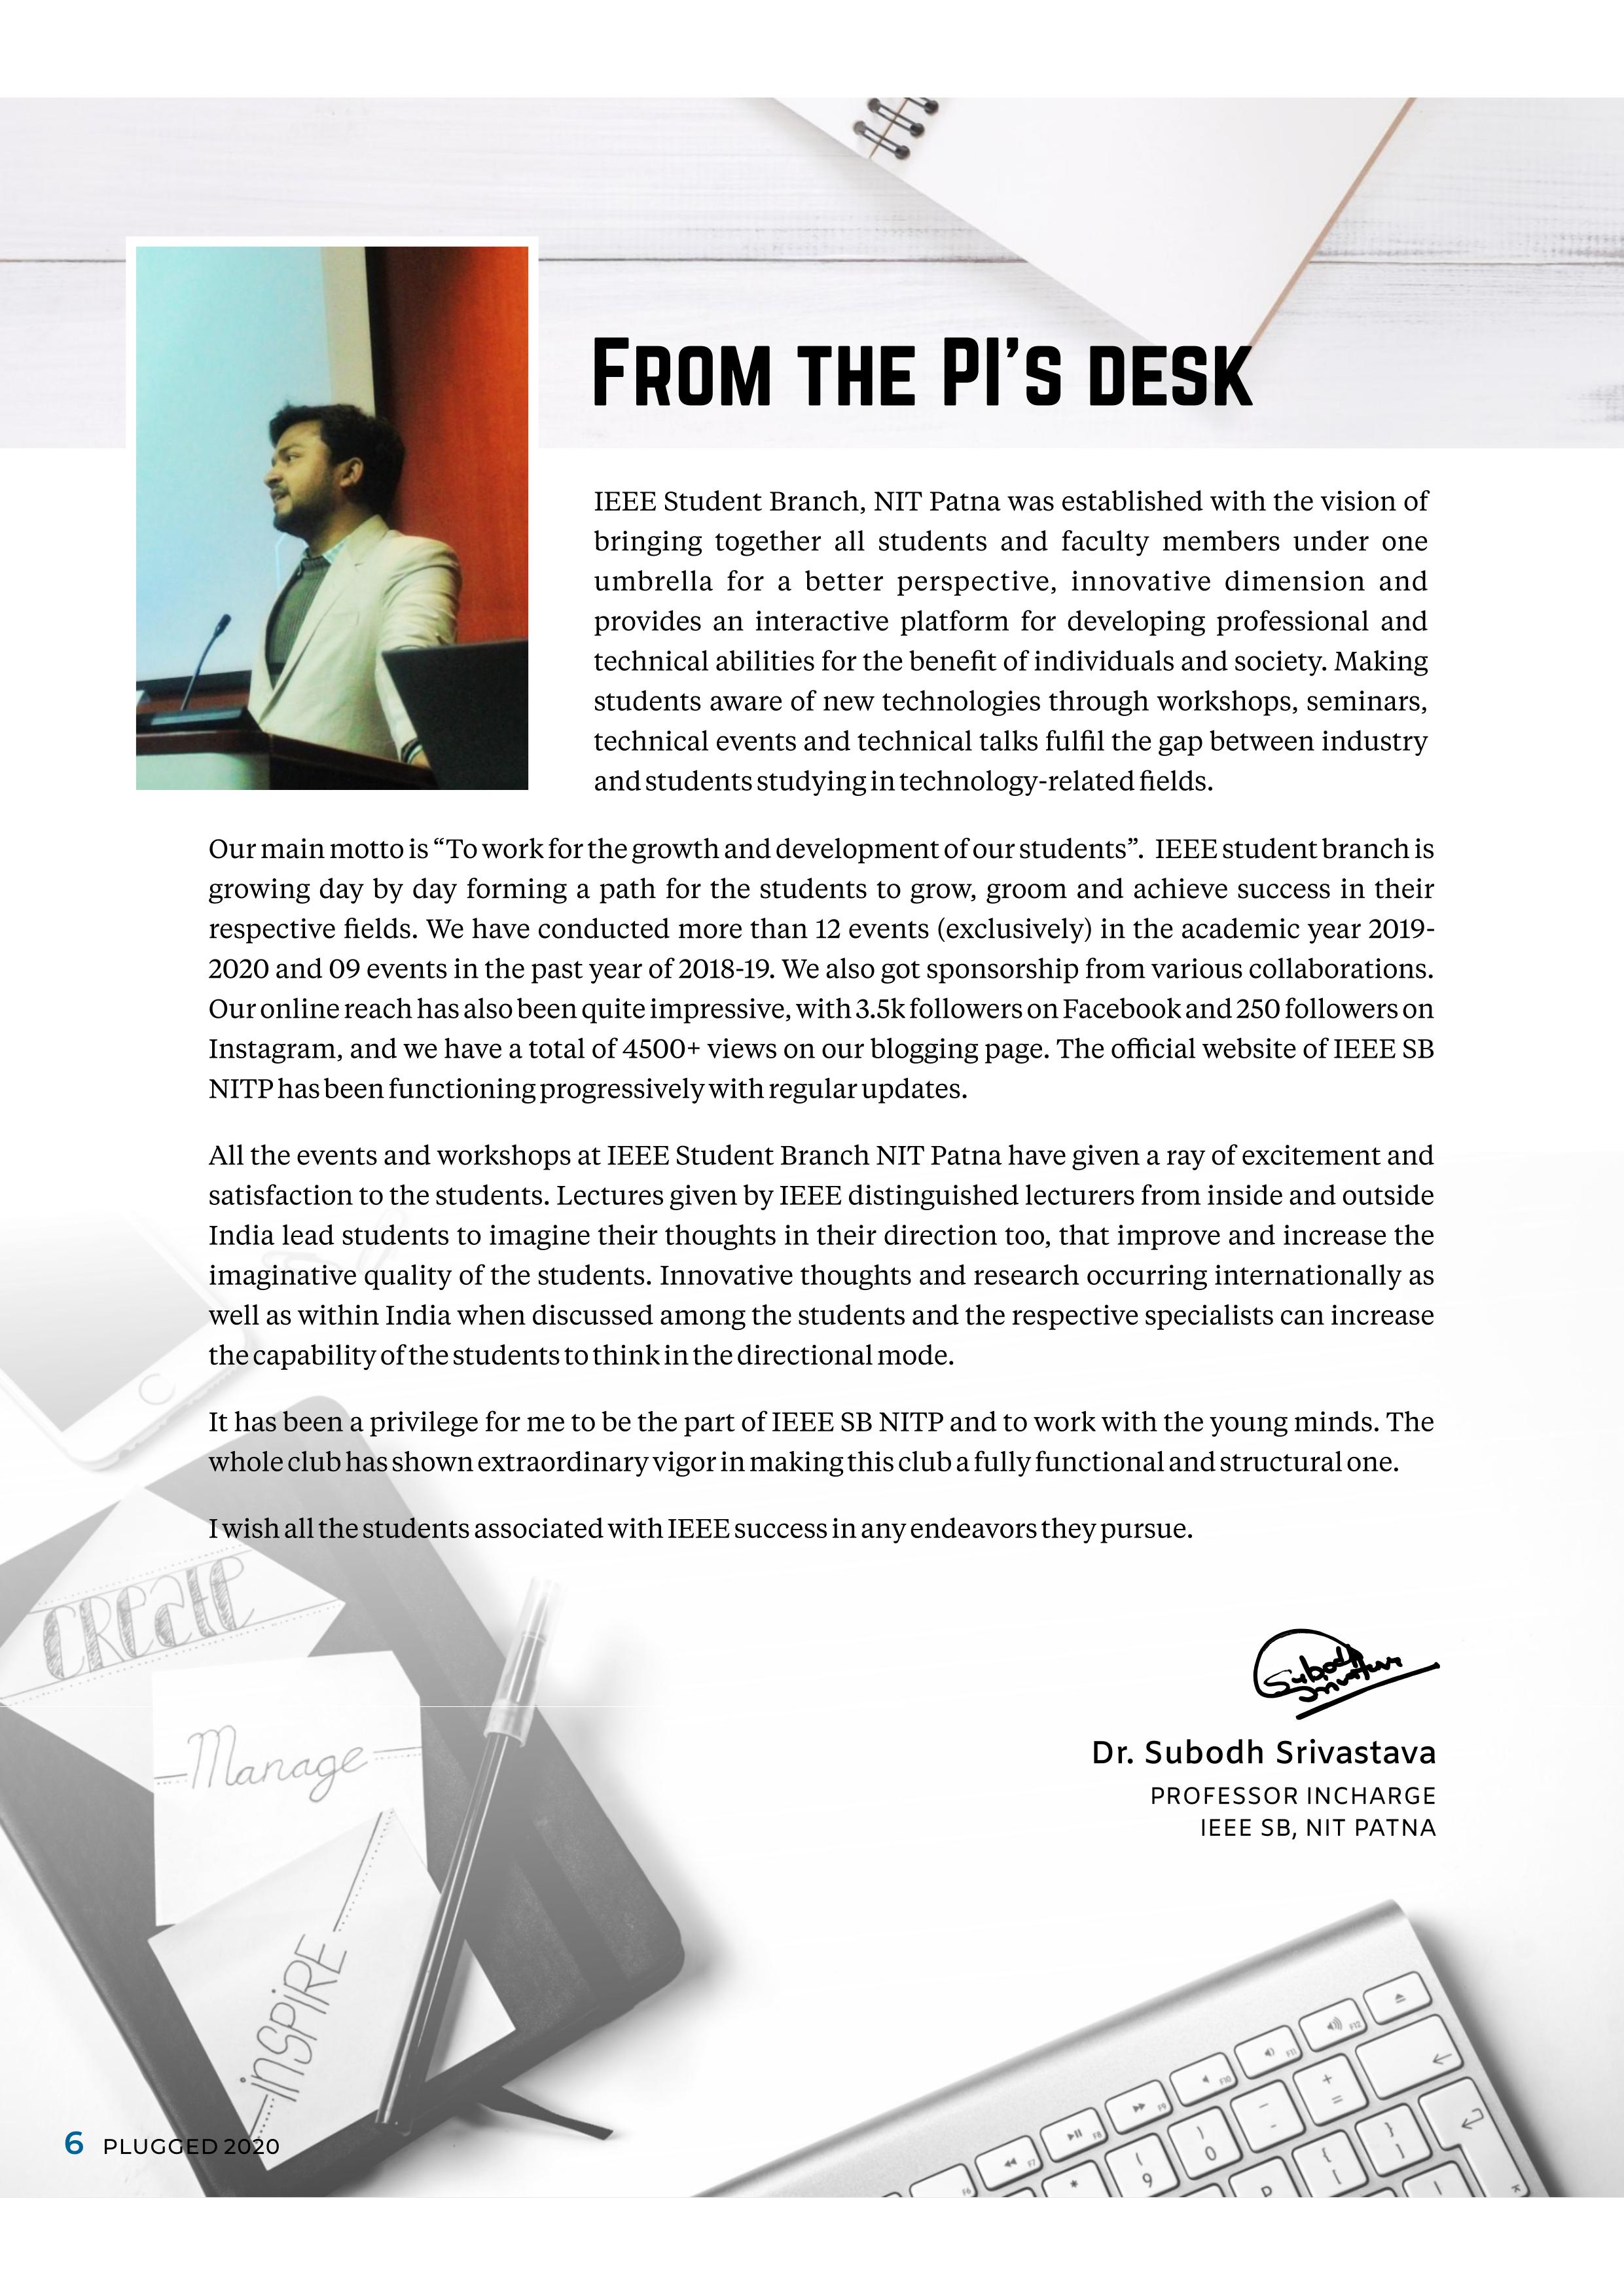 From the PI's desk
IEEE Student Branch, NIT Patna was established with the vision of
bringing together all students and faculty members under one
umbrella for a better perspective, innovative dimension and
provides an interactive platform for developing professional and
technical abilities for the benefit of individuals and society. Making
students aware of new technologies through workshops, seminars,
technical events and technical talks fulfil the gap between industry
and students studying in technology-related fields.
Our main motto is “To work for the growth and development of our students”. IEEE student branch is
growing day by day forming a path for the students to grow, groom and achieve success in their
respective fields. We have conducted more than 12 events (exclusively) in the academic year 2019-
2020 and 09 events in the past year of 2018-19. We also got sponsorship from various collaborations.
Our online reach has also been quite impressive, with 3.5k followers on Facebook and 250 followers on
Instagram, and we have a total of 4500+ views on our blogging page. The official website of IEEE SB
NITP has been functioning progressively with regular updates.
All the events and workshops at IEEE Student Branch NIT Patna have given a ray of excitement and
satisfaction to the students. Lectures given by IEEE distinguished lecturers from inside and outside
India lead students to imagine their thoughts in their direction too, that improve and increase the
imaginative quality of the students. Innovative thoughts and research occurring internationally as
well as within India when discussed among the students and the respective specialists can increase
the capability of the students to think in the directional mode.
It has been a privilege for me to be the part of IEEE SB NITP and to work with the young minds. The
whole club has shown extraordinary vigor in making this club a fully functional and structural one.
I wish all the students associated with IEEE success in any endeavors they pursue.
CREATE
Manage
INSPIRE
Subodh
Dr. Subodh Srivastava
PROFESSOR INCHARGE
IEEE SB, NIT PATNA
F12
F11
F10
F9
F8
F7
F6
+
=
_
-
)
0
(
9
*
}
]
{
[
P
6 PLUGGED 2020